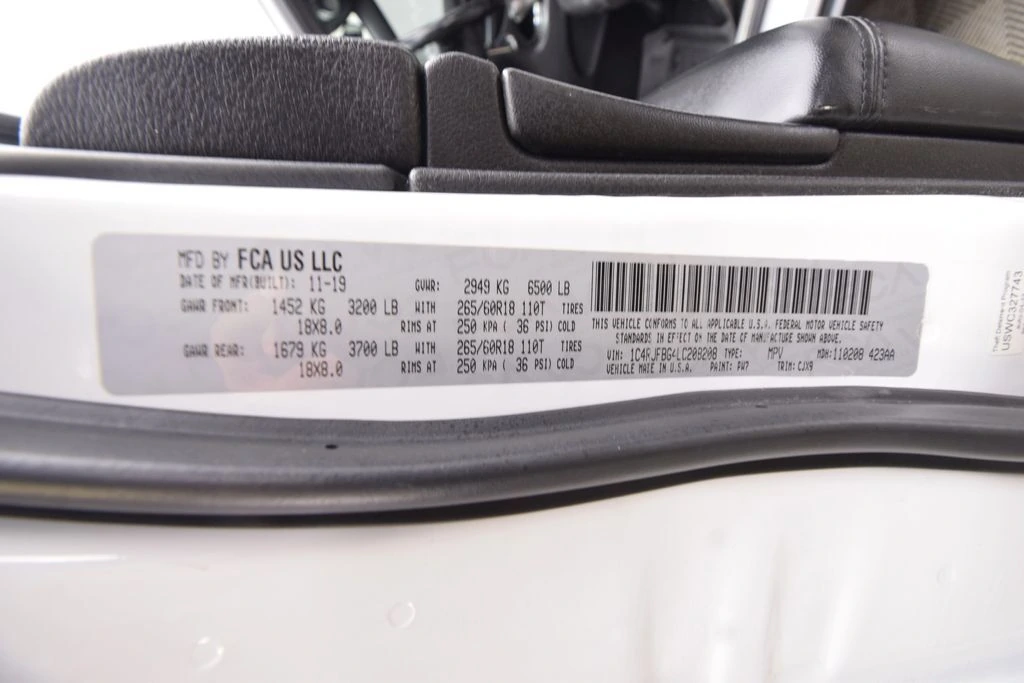 MFD BY FCA US LLC
DATE OF MFR(BUILT): 11-19 GVWR: 2949 KG 6500 LB
GAWR FRONT: 1452 KG 3200 LB WITH 265/60R18 110T TIRES
18X8.0 RIMS AT 250 KPA ( 36 PSI) COLD
GAWR REAR: 1679 KG 3700 LB WITH 265/60R18 110T TIRES
18X8.0 RIMS AT 250 KPA ( 36 PSI) COLD
THIS VEHICLE CONFORMS TO ALL APPLICABLE U.S.A. FEDERAL MOTOR VEHICLE SAFETY
STANDARDS IN EFFECT ON THE DATE OF MANUFACTURE SHOWN ABOVE.
VIN: 1C4RJFBG4LC208208 TYPE: MPV MDH: 110208 423AA
VEHICLE MADE IN U.S.A. PAINT: PW7 TRIM: CJX9
Theft Deterrence Program
USWC327743